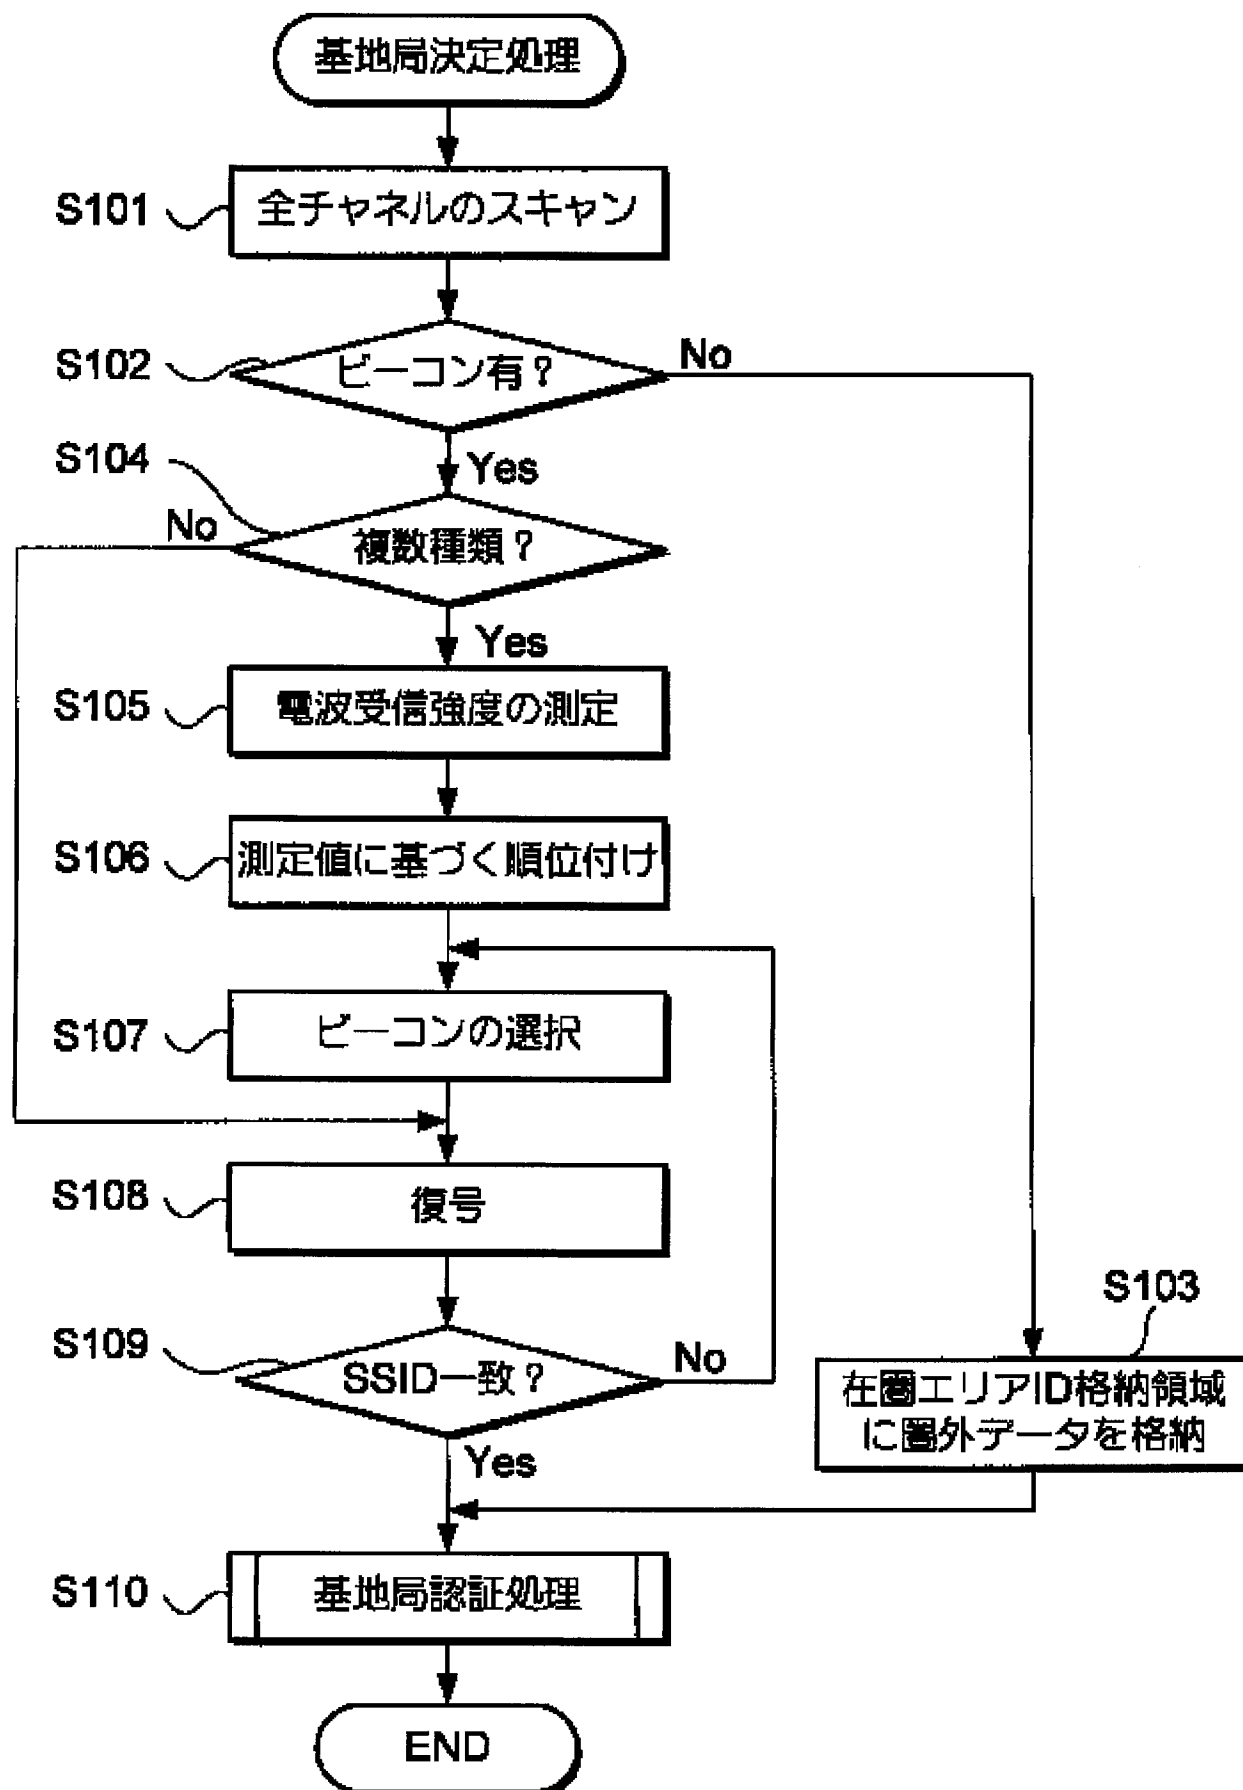 基地局決定処理
S101
全チャネルのスキャン
S102
ビーコン有？
No
S104
Yes
No
複数種類？
Yes
S105
電波受信強度の測定
S106
測定値に基づく順位付け
S107
ビーコンの選択
S108
復号
S103
S109
SSID一致？
No
在圏エリアID格納領域
に圏外データを格納
Yes
S110
基地局認証処理
END